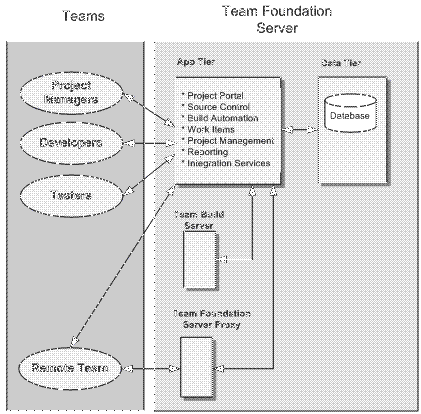 Teams
Team Foundation
Server
Project
Managers
Developers
Testers
Remote Team
App Tier
* Project Portal
* Source Control
* Build Automation
* Work Items
* Project Management
* Reporting
* Integration Services
Data Tier
Database
Team Build
Server
Team Foundation
Server Proxy